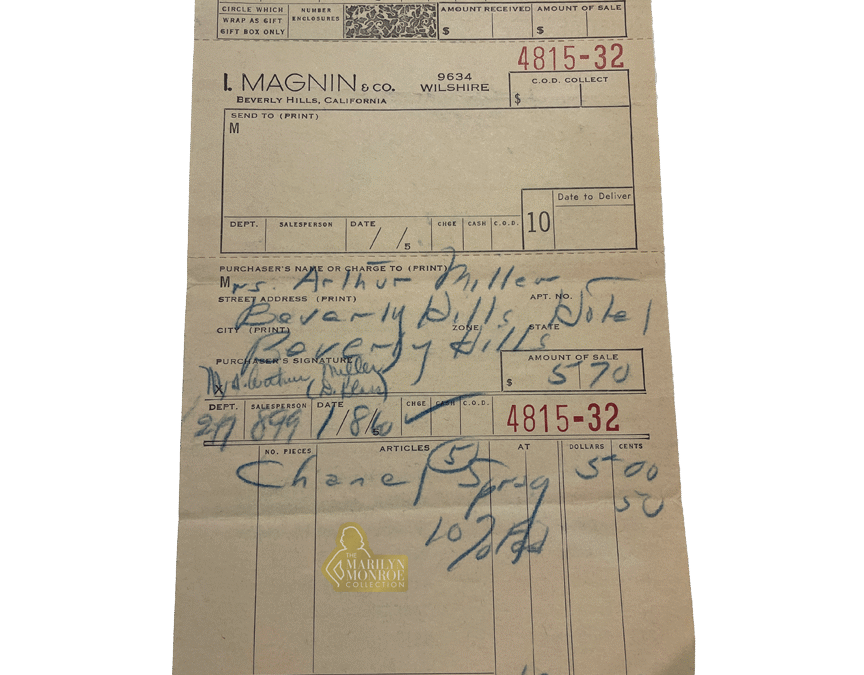 CIRCLE WHICH
WRAP AS GIFT
GIFT BOX ONLY
NUMBER
ENCLOSURES
AMOUNT RECEIVED
$
AMOUNT OF SALE
$
4815-32
I. MAGNIN & CO.
BEVERLY HILLS, CALIFORNIA
9634
WILSHIRE
C.O.D. COLLECT
$
SEND TO (PRINT)
M
Date to Deliver
10
DEPT. SALESPERSON DATE / / 5 CHGE CASH C.O.D.
PURCHASER'S NAME OR CHARGE TO (PRINT)
Mrs. Arthur Miller
STREET ADDRESS (PRINT) APT. NO.
Beverly Hills Hotel
CITY (PRINT) ZONE STATE
Beverly Hills
PURCHASER'S SIGNATURE
X Arthur Miller
AMOUNT OF SALE
$ 5 70
DEPT. SALESPERSON DATE CHGE CASH C.O.D.
899 1/8/60 ✓
4815-32
NO. PIECES ARTICLES AT DOLLARS CENTS
Chanel 5 Spray 5 00
50
10%
THE
MARILYN
MONROE
COLLECTION